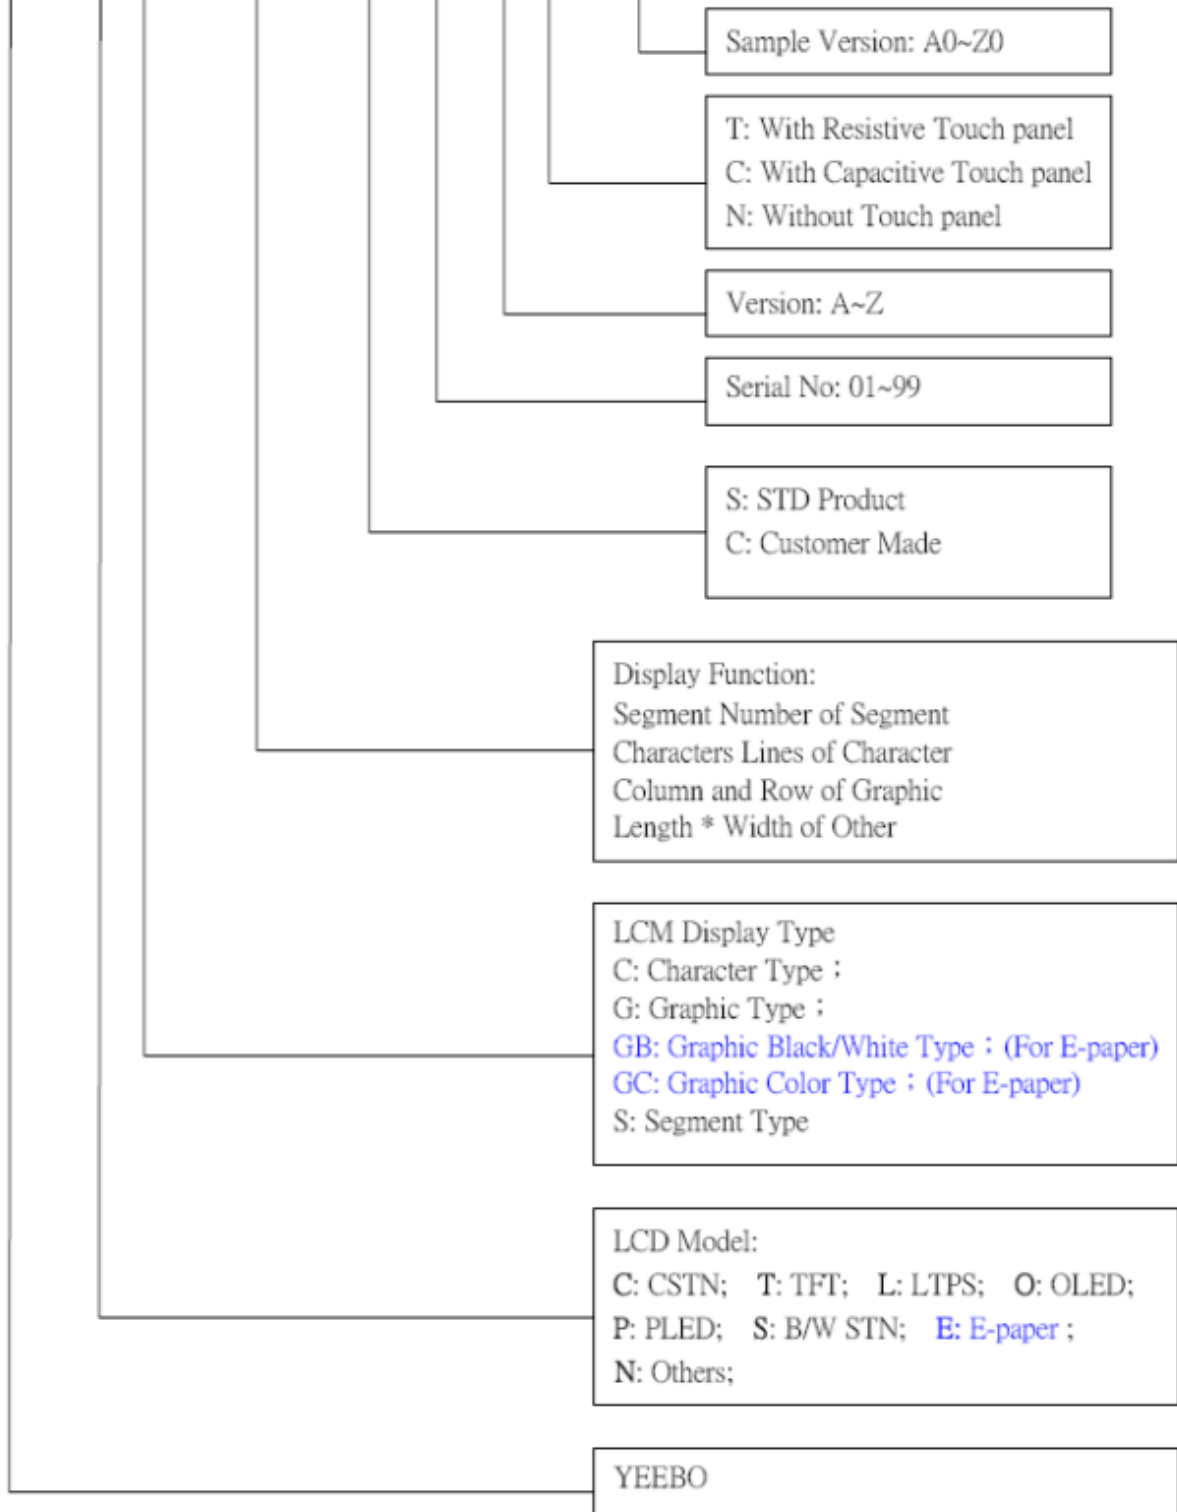 Sample Version: A0~Z0
T: With Resistive Touch panel
C: With Capacitive Touch panel
N: Without Touch panel
Version: A~Z
Serial No: 01~99
S: STD Product
C: Customer Made
Display Function:
Segment Number of Segment
Characters Lines of Character
Column and Row of Graphic
Length * Width of Other
LCM Display Type
C: Character Type；
G: Graphic Type；
GB: Graphic Black/White Type；(For E-paper)
GC: Graphic Color Type；(For E-paper)
S: Segment Type
LCD Model:
C: CSTN; T: TFT; L: LTPS; O: OLED;
P: PLED; S: B/W STN; E: E-paper ;
N: Others;
YEEBO